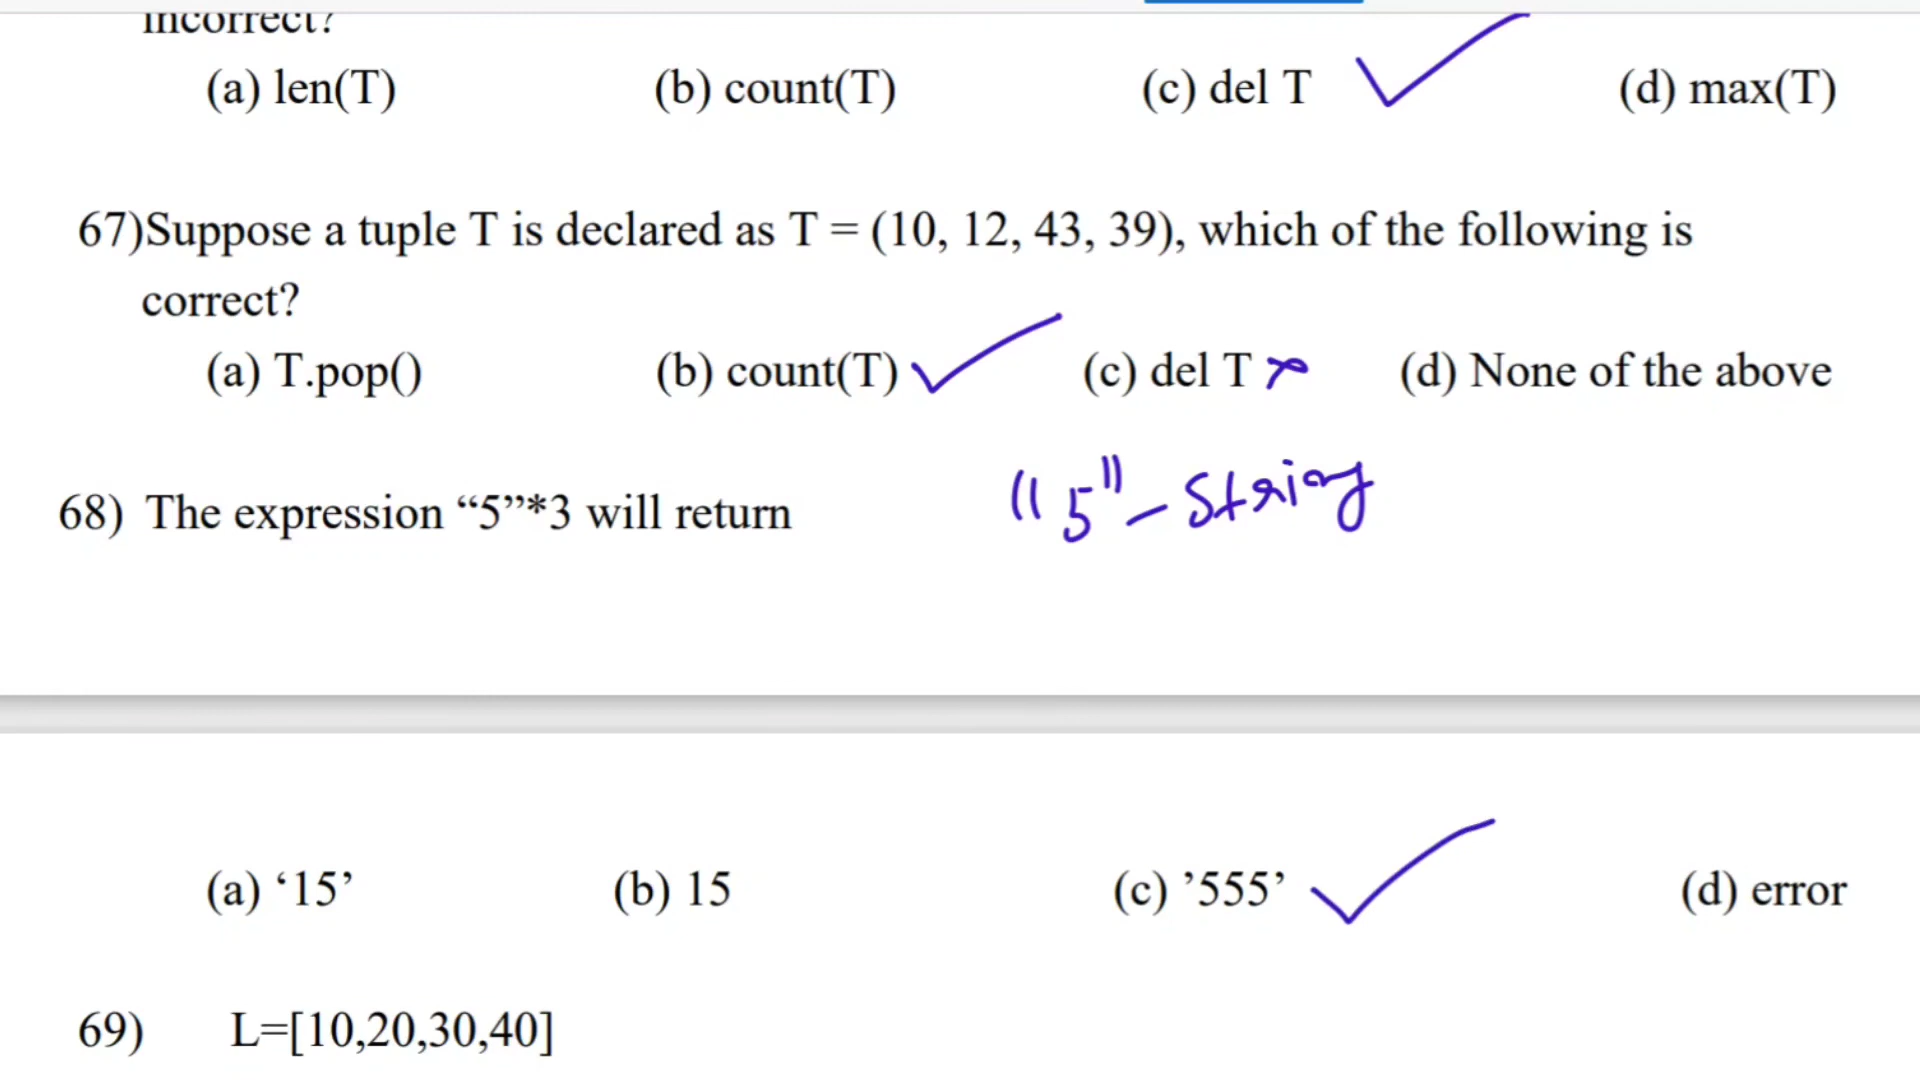 incorrect?
(a) len(T) (b) count(T) (c) del T (d) max(T)
67)Suppose a tuple T is declared as T = (10, 12, 43, 39), which of the following is
correct?
(a) T.pop() (b) count(T) (c) del T (d) None of the above
68) The expression “5”*3 will return "5" - String
(a) ‘15’ (b) 15 (c) ’555’ (d) error
69) L=[10,20,30,40]